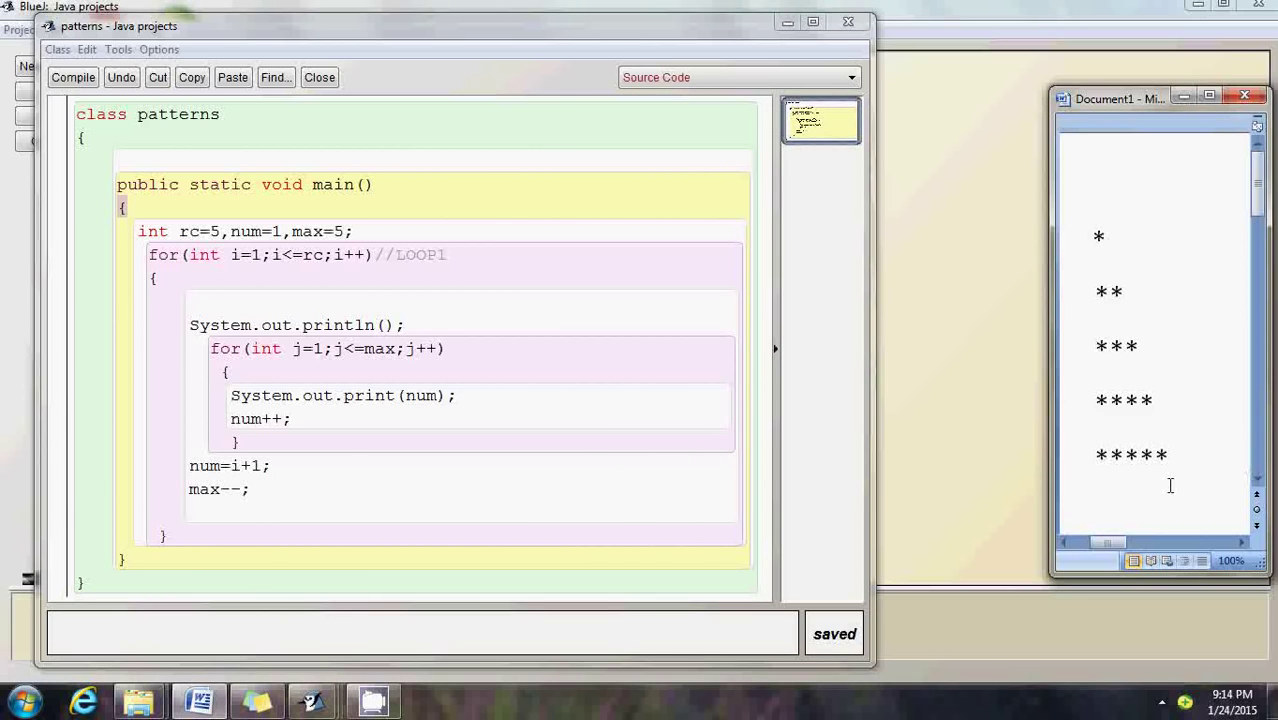 BlueJ: Java projects
Projec
patterns - Java projects
Class Edit Tools Options
Compile Undo Cut Copy Paste Find... Close
Source Code
Ne
class patterns
{
public static void main()
{
int rc=5,num=1,max=5;
for(int i=1;i<=rc;i++)//LOOP1
{
System.out.println();
for(int j=1;j<=max;j++)
{
System.out.print(num);
num++;
}
num=i+1;
max--;
}
}
}
saved
Document1 - Mi...
*
**
***
****
*****
100%
9:14 PM
1/24/2015